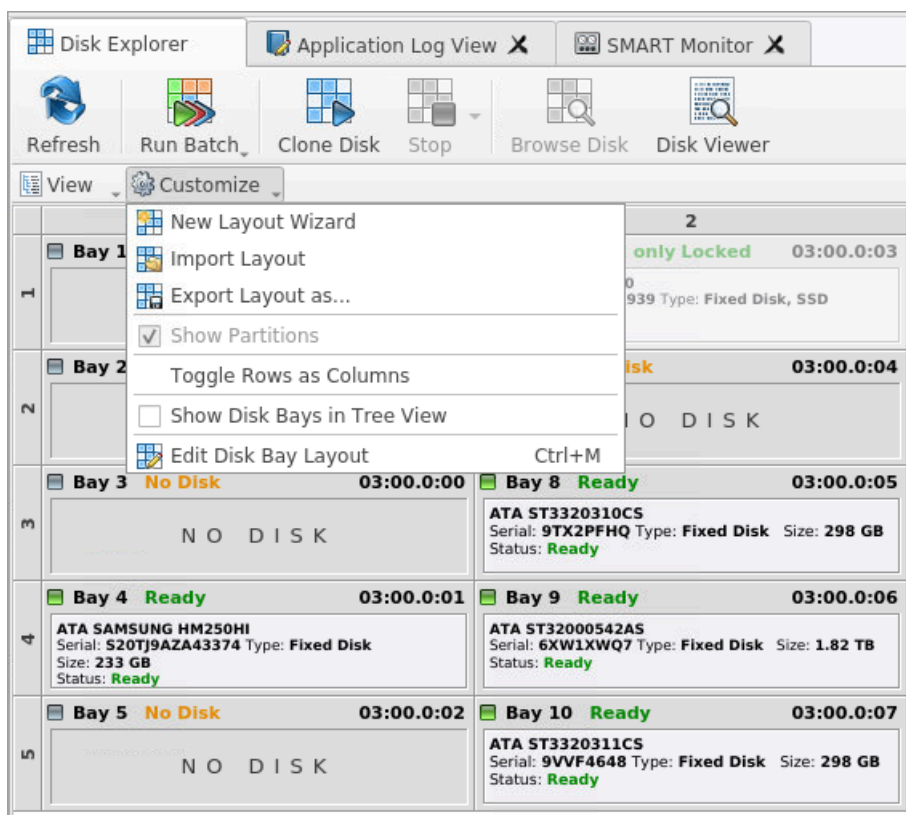 Disk Explorer
Application Log View
SMART Monitor
Refresh
Run Batch
Clone Disk
Stop
Browse Disk
Disk Viewer
View
Customize
2
New Layout Wizard
Import Layout
Export Layout as...
Show Partitions
Toggle Rows as Columns
Show Disk Bays in Tree View
Edit Disk Bay Layout Ctrl+M
1
Bay 1
only Locked 03:00.0:03
0
939 Type: Fixed Disk, SSD
2
Bay 2
isk 03:00.0:04
O DISK
3
Bay 3 No Disk 03:00.0:00
NO DISK
Bay 8 Ready 03:00.0:05
ATA ST3320310CS
Serial: 9TX2PFHQ Type: Fixed Disk Size: 298 GB
Status: Ready
4
Bay 4 Ready 03:00.0:01
ATA SAMSUNG HM250HI
Serial: S20TJ9AZA43374 Type: Fixed Disk
Size: 233 GB
Status: Ready
Bay 9 Ready 03:00.0:06
ATA ST32000542AS
Serial: 6XW1XWQ7 Type: Fixed Disk Size: 1.82 TB
Status: Ready
5
Bay 5 No Disk 03:00.0:02
NO DISK
Bay 10 Ready 03:00.0:07
ATA ST3320311CS
Serial: 9VVF4648 Type: Fixed Disk Size: 298 GB
Status: Ready